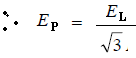 ∴ E_P = E_L / √3.